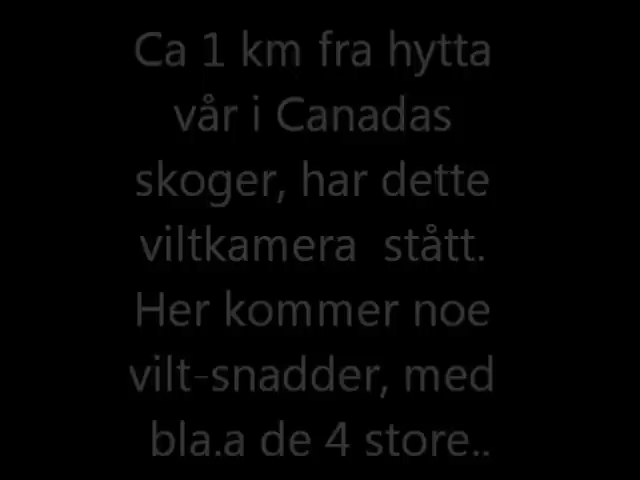 Ca 1 km fra hytta
vår i Canadas
skoger, har dette
viltkamera  stått.
Her kommer noe
vilt-snadder, med
bla.a de 4 store..